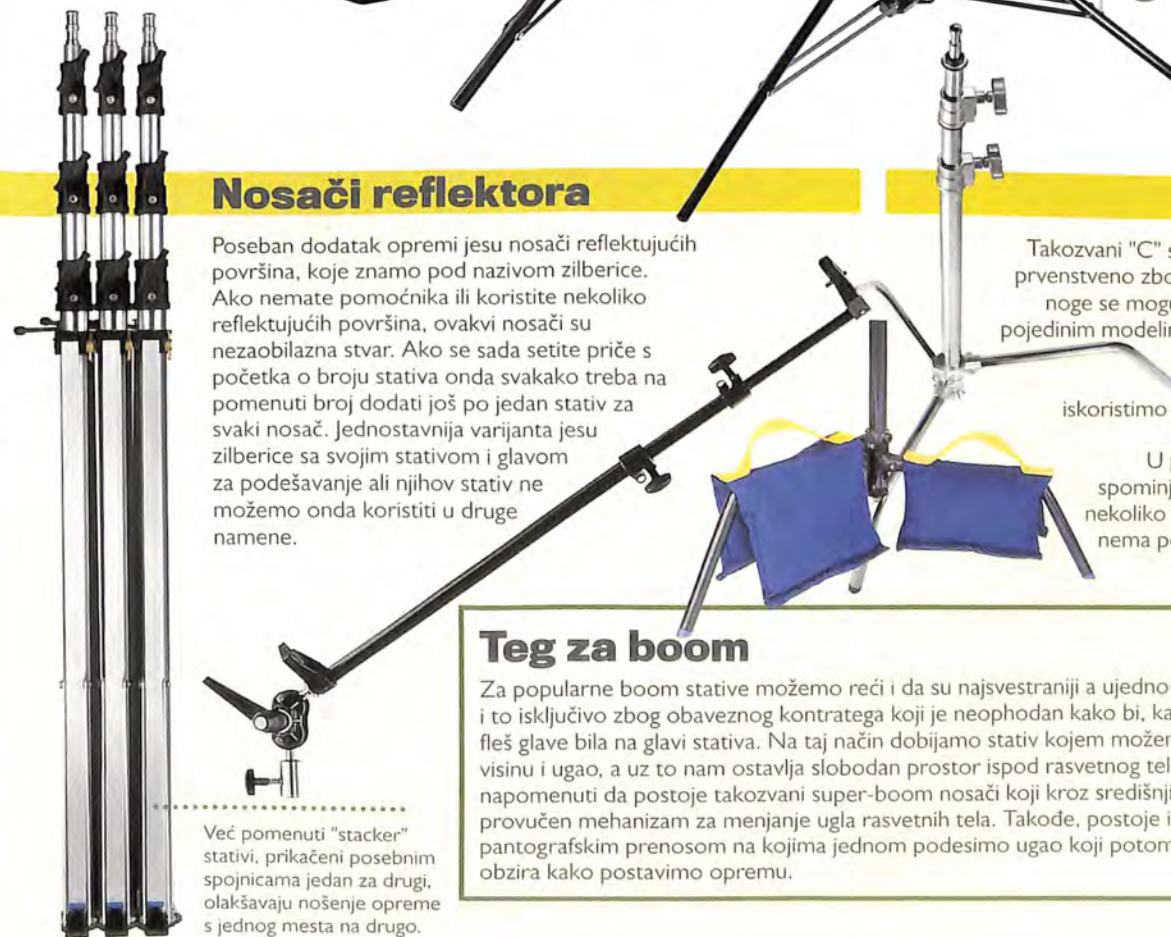 Nosači reflektora
Poseban dodatak opremi jesu nosači reflektujućih
površina, koje znamo pod nazivom zilberice.
Ako nemate pomoćnika ili koristite nekoliko
reflektujućih površina, ovakvi nosači su
nezaobilazna stvar. Ako se sada setite priče s
početka o broju stativa onda svakako treba na
pomenuti broj dodati još po jedan stativ za
svaki nosač. Jednostavnija varijanta jesu
zilberice sa svojim stativom i glavom
za podešavanje ali njihov stativ ne
možemo onda koristiti u druge
namene.
Već pomenuti "stacker"
stativi, prikačeni posebnim
spojnicama jedan za drugi,
olakšavaju nošenje opreme
s jednog mesta na drugo.
Takozvani "C"
prvenstveno
noge se
pojedinim
iskoristimo
U
nekoliko
nema
Teg za boom
Za popularne boom stative možemo reći i da su najsvestraniji a ujedno
i to isključivo zbog obaveznog kontratega koji je neophodan kako bi,
fleš glave bila na glavi stativa. Na taj način dobijamo stativ kojem
visinu i ugao, a uz to nam ostavlja slobodan prostor ispod rasvetnog
napomenuti da postoje takozvani super-boom nosači koji kroz središnji
provučen mehanizam za menjanje ugla rasvetnih tela. Takođe, postoje i
pantografskim prenosom na kojima jednom podesimo ugao koji potom
obzira kako postavimo opremu.